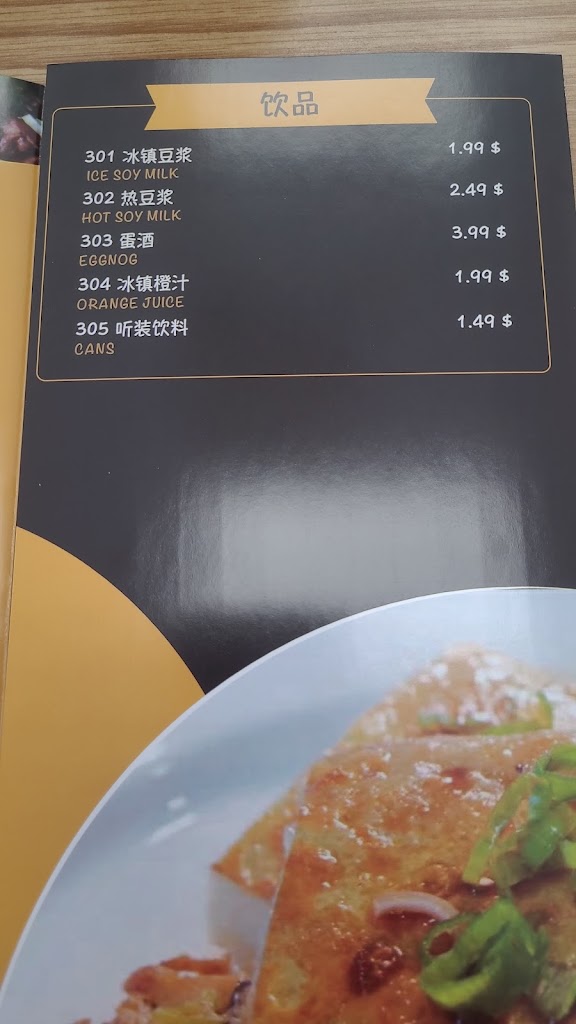 饮品
301 冰镇豆浆 1.99 $
ICE SOY MILK
302 热豆浆 2.49 $
HOT SOY MILK
303 蛋酒 3.99 $
EGGNOG
304 冰镇橙汁 1.99 $
ORANGE JUICE
305 听装饮料 1.49 $
CANS